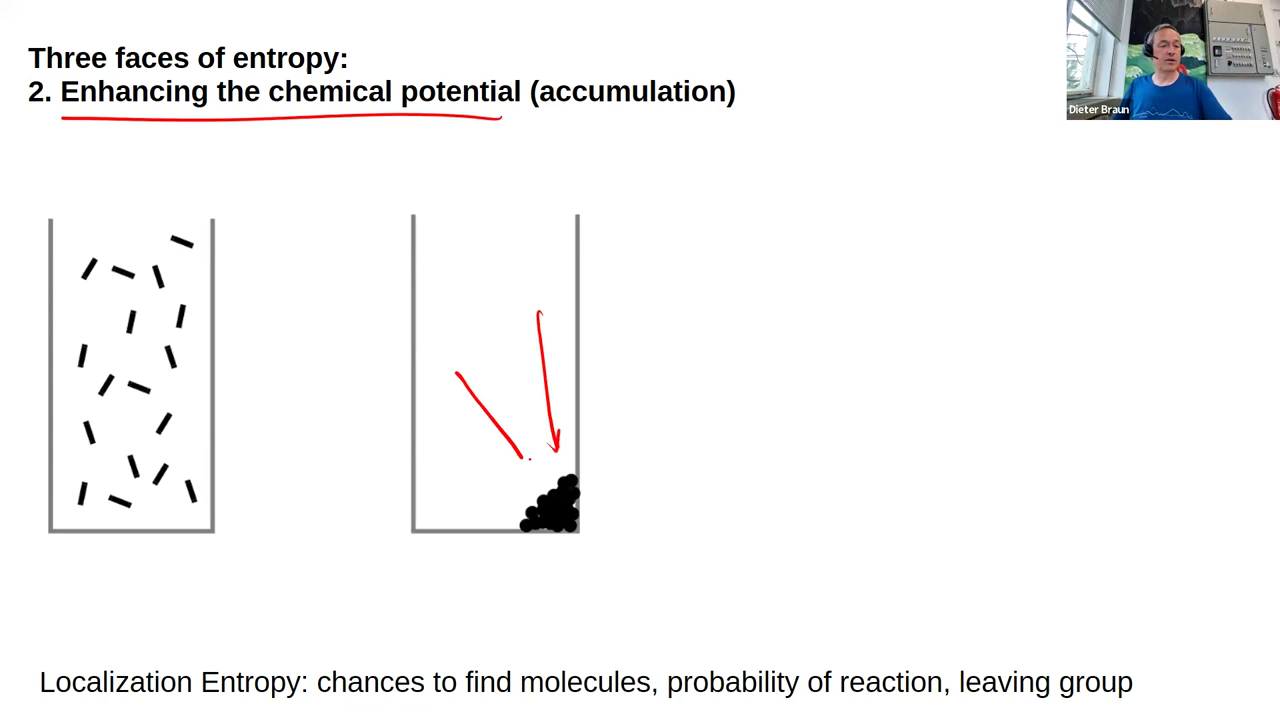 Three faces of entropy:
2. Enhancing the chemical potential (accumulation)
Dieter Braun
Localization Entropy: chances to find molecules, probability of reaction, leaving group